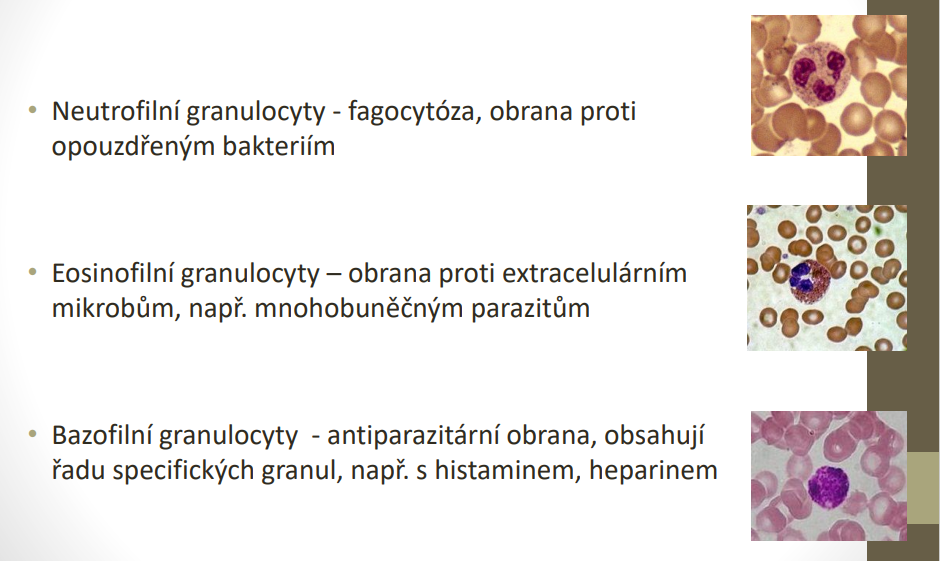 • Neutrofilní granulocyty - fagocytóza, obrana proti
opouzdřeným bakteriím
• Eosinofilní granulocyty – obrana proti extracelulárním
mikrobům, např. mnohobuněčným parazitům
• Bazofilní granulocyty  - antiparazitární obrana, obsahují
řadu specifických granul, např. s histaminem, heparinem